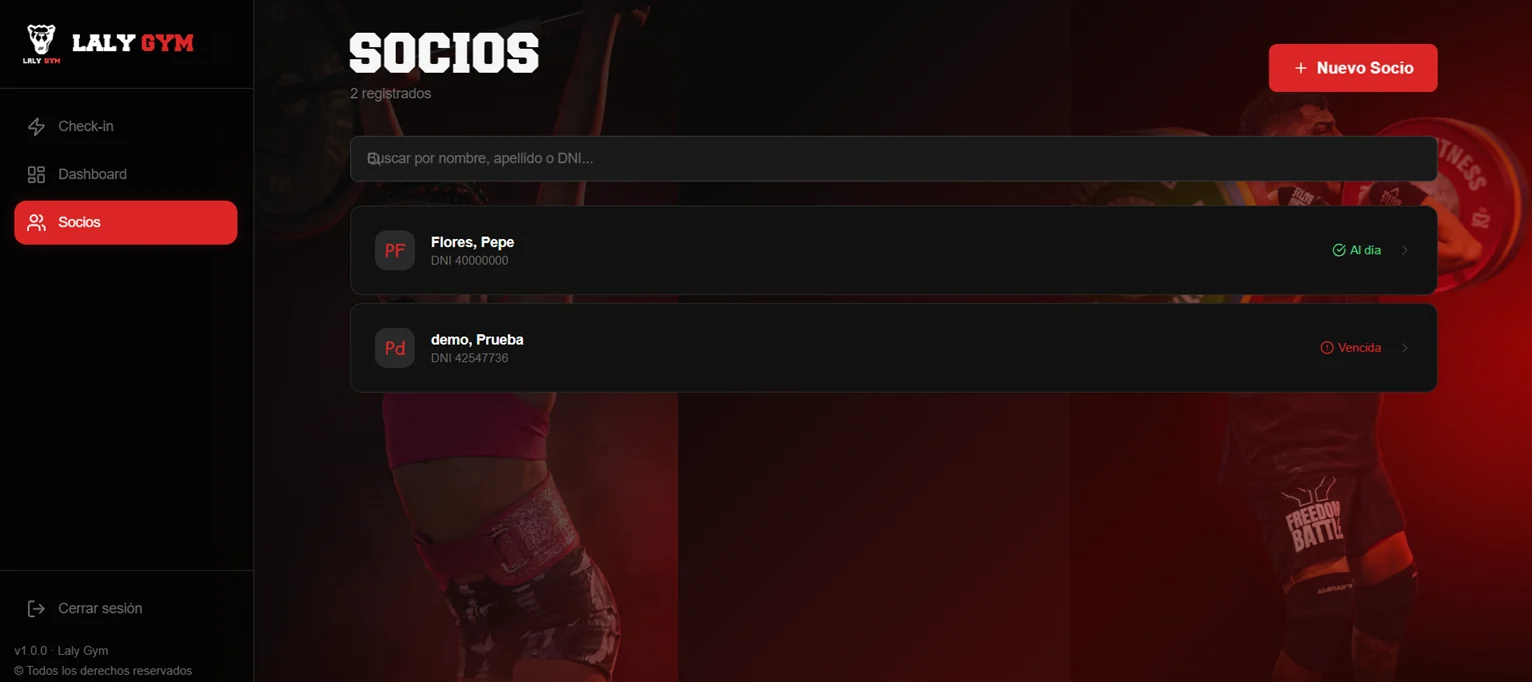 LALY GYM
LALY GYM
Check-in
Dashboard
Socios
Cerrar sesión
v1.0.0 · Laly Gym
© Todos los derechos reservados
SOCIOS
2 registrados
+ Nuevo Socio
Buscar por nombre, apellido o DNI...
PF
Flores, Pepe
DNI 40000000
Al día
Pd
demo, Prueba
DNI 42547736
Vencida
FREEDOM
BATTLE